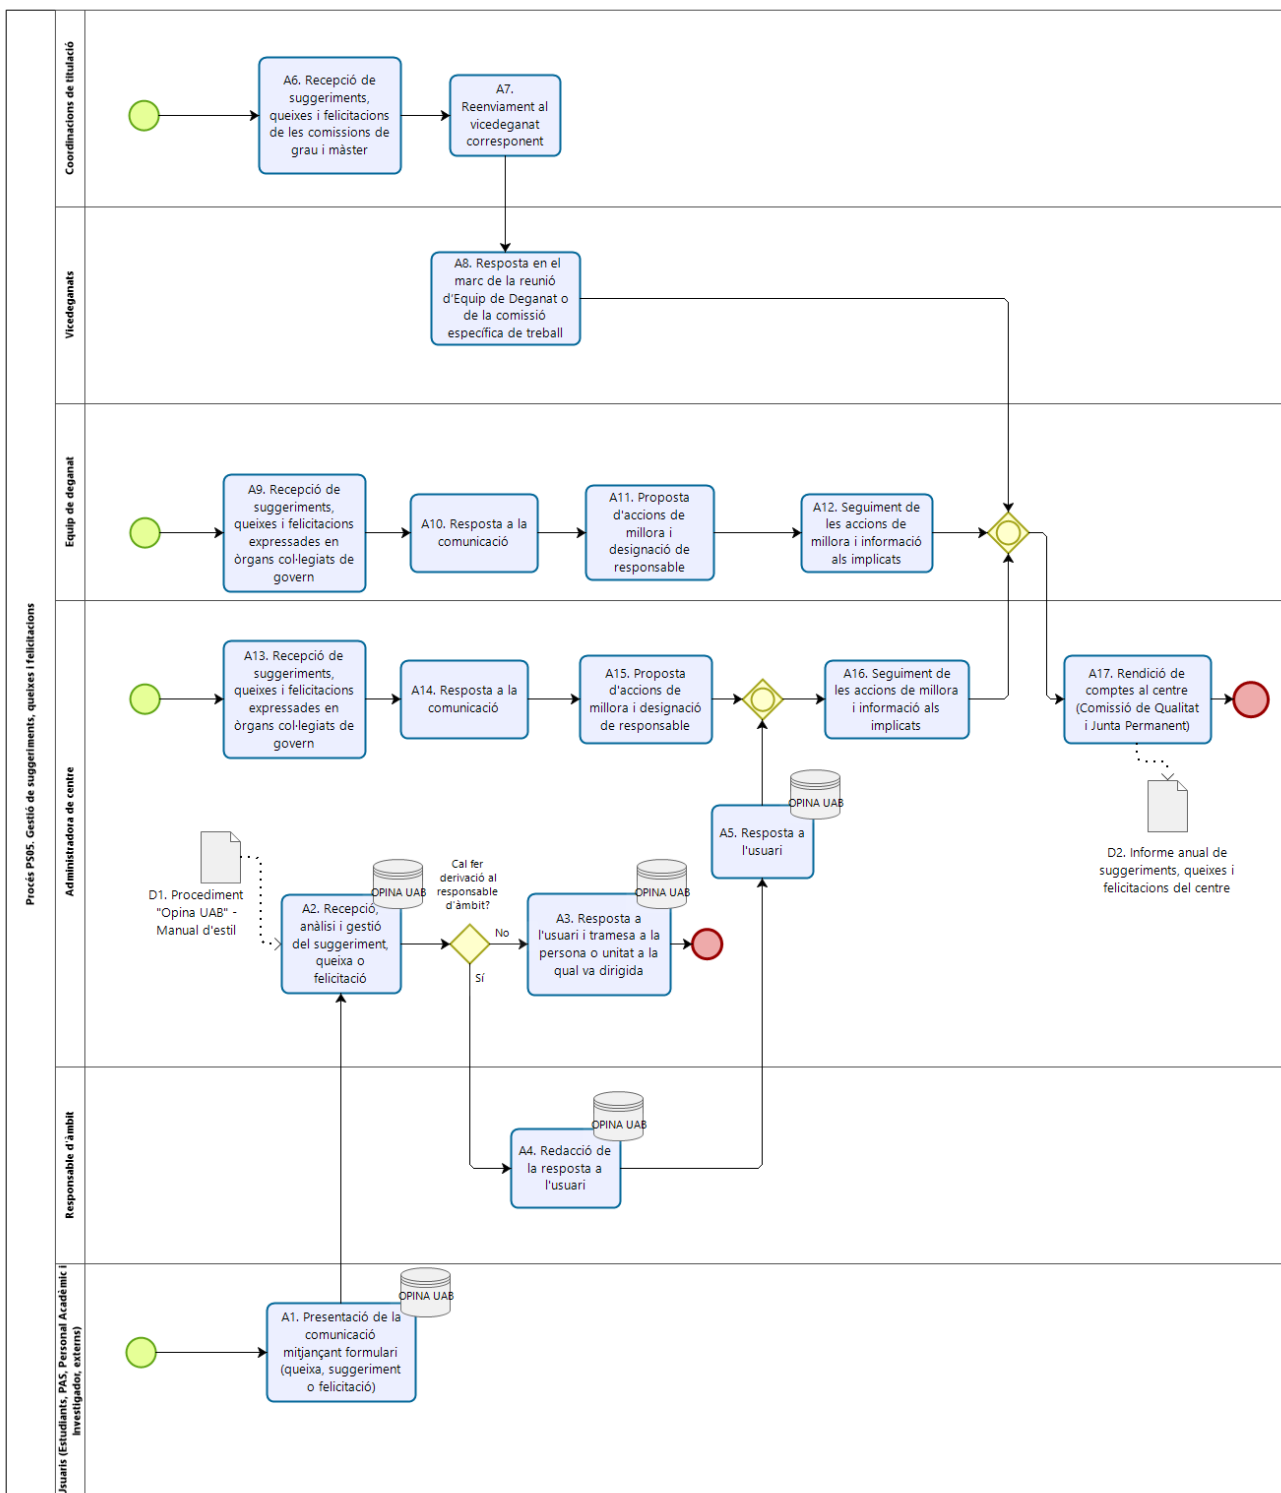 Procés PS05. Gestió de suggeriments, queixes i felicitacions
Coordinacions de titulació
A6. Recepció de
suggeriments,
queixes i felicitacions
de les comissions de
grau i màster
A7.
Reenviament al
vicedeganat
corresponent
Vicedeganats
A8. Resposta en el
marc de la reunió
d'Equip de Deganat o
de la comissió
específica de treball
Equip de deganat
A9. Recepció de
suggeriments,
queixes i felicitacions
expressades en
òrgans col·legiats de
govern
A10. Resposta a la
comunicació
A11. Proposta
d'accions de
millora i
designació de
responsable
A12. Seguiment de
les accions de
millora i informació
als implicats
Administradora de centre
A13. Recepció de
suggeriments,
queixes i felicitacions
expressades en
òrgans col·legiats de
govern
A14. Resposta a la
comunicació
A15. Proposta
d'accions de
millora i designació
de responsable
A16. Seguiment de
les accions de millora
i informació als
implicats
A17. Rendició de
comptes al centre
(Comissió de Qualitat
i Junta Permanent)
D2. Informe anual de
suggeriments, queixes i
felicitacions del centre
OPINA UAB
A5. Resposta a
l'usuari
D1. Procediment
"Opina UAB" -
Manual d'estil
OPINA UAB
A2. Recepció,
anàlisi i gestió
del suggeriment,
queixa o
felicitació
Cal fer
derivació al
responsable
d'àmbit?
No
Sí
OPINA UAB
A3. Resposta a
l'usuari i tramesa a la
persona o unitat a la
qual va dirigida
Responsable d'àmbit
OPINA UAB
A4. Redacció de
la resposta a
l'usuari
Usuaris (Estudiants, PAS, Personal Acadèmic i
Investigador, externs)
OPINA UAB
A1. Presentació de la
comunicació
mitjançant formulari
(queixa, suggeriment
o felicitació)